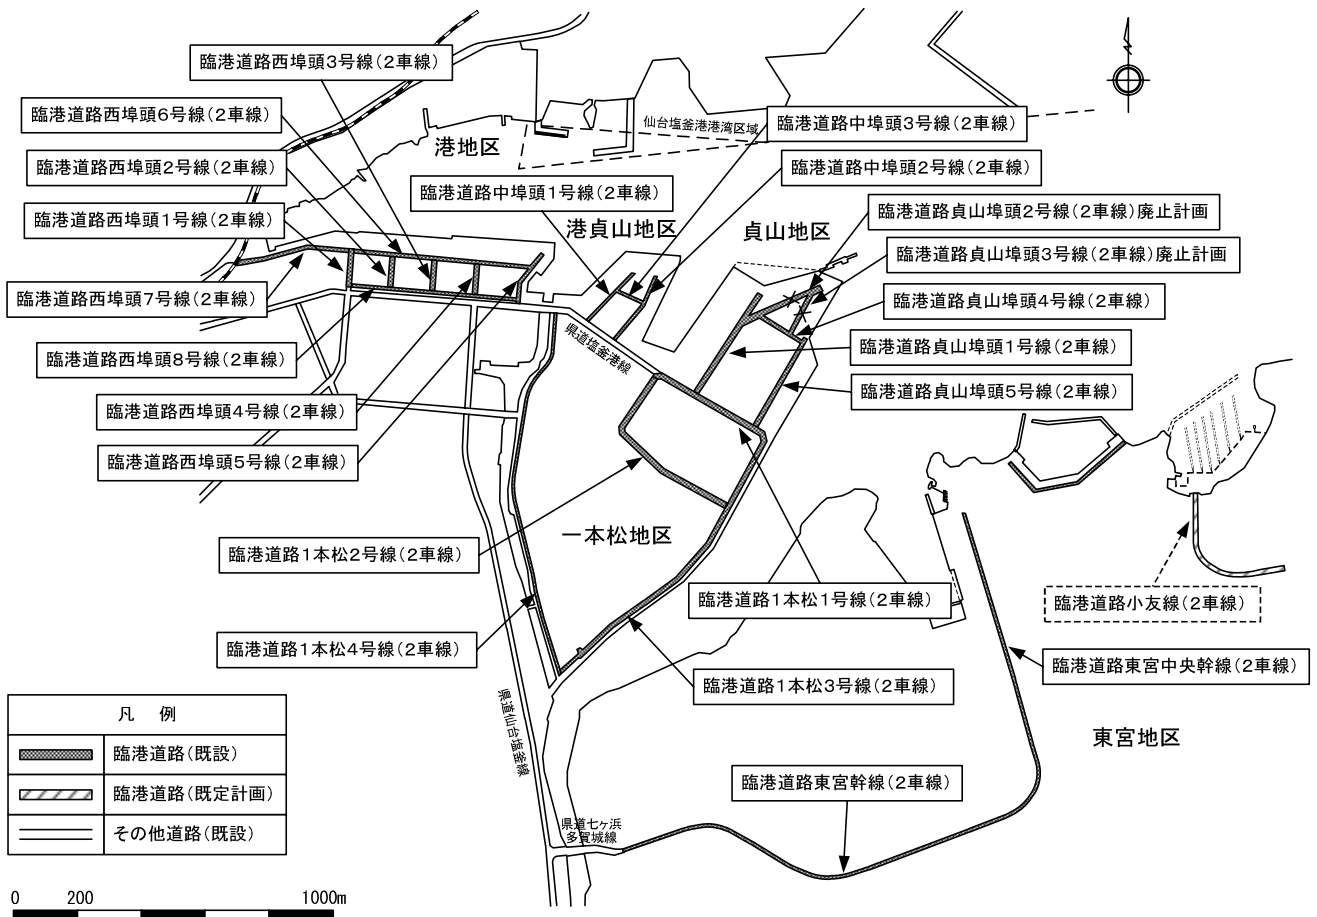 臨港道路西埠頭3号線(2車線)
臨港道路西埠頭6号線(2車線)
臨港道路西埠頭2号線(2車線)
臨港道路西埠頭1号線(2車線)
臨港道路西埠頭7号線(2車線)
臨港道路西埠頭8号線(2車線)
臨港道路西埠頭4号線(2車線)
臨港道路西埠頭5号線(2車線)
港地区
仙台塩釜港港湾区域
臨港道路中埠頭3号線(2車線)
臨港道路中埠頭2号線(2車線)
臨港道路中埠頭1号線(2車線)
港貞山地区
貞山地区
臨港道路貞山埠頭2号線(2車線)廃止計画
臨港道路貞山埠頭3号線(2車線)廃止計画
臨港道路貞山埠頭4号線(2車線)
臨港道路貞山埠頭1号線(2車線)
臨港道路貞山埠頭5号線(2車線)
県道塩釜港線
一本松地区
臨港道路1本松2号線(2車線)
臨港道路1本松1号線(2車線)
臨港道路1本松4号線(2車線)
臨港道路1本松3号線(2車線)
臨港道路小友線(2車線)
臨港道路東宮中央幹線(2車線)
東宮地区
臨港道路東宮幹線(2車線)
県道仙台塩釜線
県道七ヶ浜
多賀城線
凡 例
臨港道路(既設)
臨港道路(既定計画)
その他道路(既設)
0 200 1000m